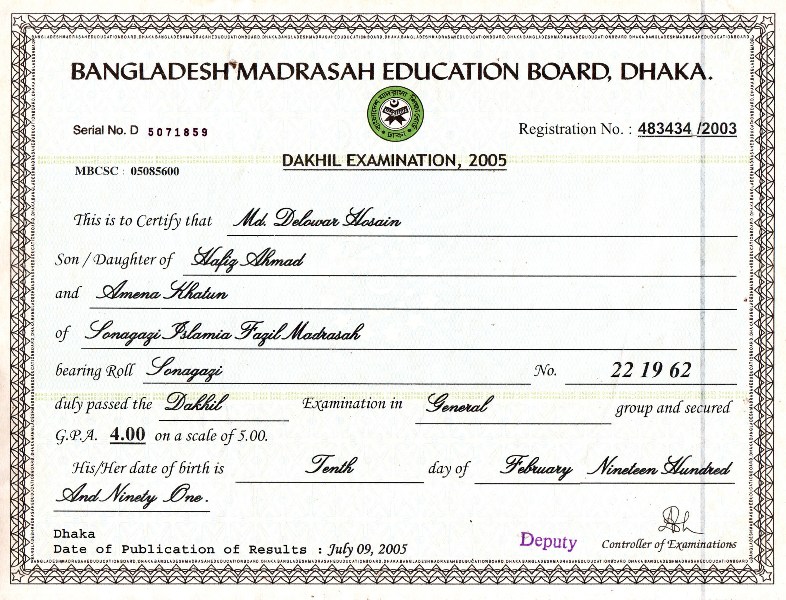 BANGLADESH MADRASAH EDUCATION BOARD, DHAKA.
Serial No. D 5071859
Registration No. : 483434 /2003
DAKHIL EXAMINATION, 2005
MBCSC : 05085600
This is to Certify that Md. Delowar Hosain
Son / Daughter of Hafiz Ahmad
and Amena Khatun
of Sonagazi Islamia Fazil Madrasah
bearing Roll Sonagazi No. 22 19 62
duly passed the Dakhil Examination in General group and secured
G.P.A. 4.00 on a scale of 5.00.
His/Her date of birth is Tenth day of February Nineteen Hundred
And Ninety One.
Dhaka
Date of Publication of Results : July 09, 2005
Deputy Controller of Examinations